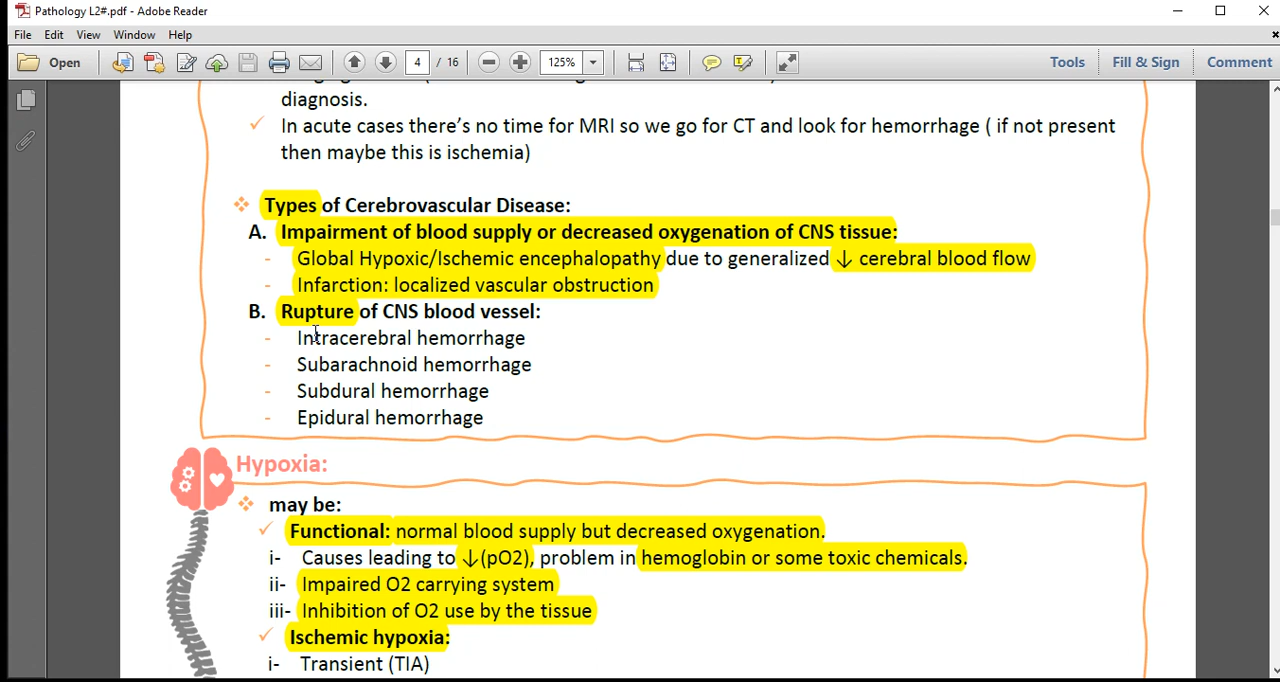 Pathology L2#.pdf - Adobe Reader
File Edit View Window Help
Open 4 / 16 125% Tools Fill & Sign Comment
diagnosis.
✓ In acute cases there's no time for MRI so we go for CT and look for hemorrhage ( if not present
then maybe this is ischemia)
❖ Types of Cerebrovascular Disease:
A. Impairment of blood supply or decreased oxygenation of CNS tissue:
- Global Hypoxic/Ischemic encephalopathy due to generalized ↓ cerebral blood flow
- Infarction: localized vascular obstruction
B. Rupture of CNS blood vessel:
- Intracerebral hemorrhage
- Subarachnoid hemorrhage
- Subdural hemorrhage
- Epidural hemorrhage
Hypoxia:
❖ may be:
✓ Functional: normal blood supply but decreased oxygenation.
i- Causes leading to ↓(pO2), problem in hemoglobin or some toxic chemicals.
ii- Impaired O2 carrying system
iii- Inhibition of O2 use by the tissue
✓ Ischemic hypoxia:
i- Transient (TIA)